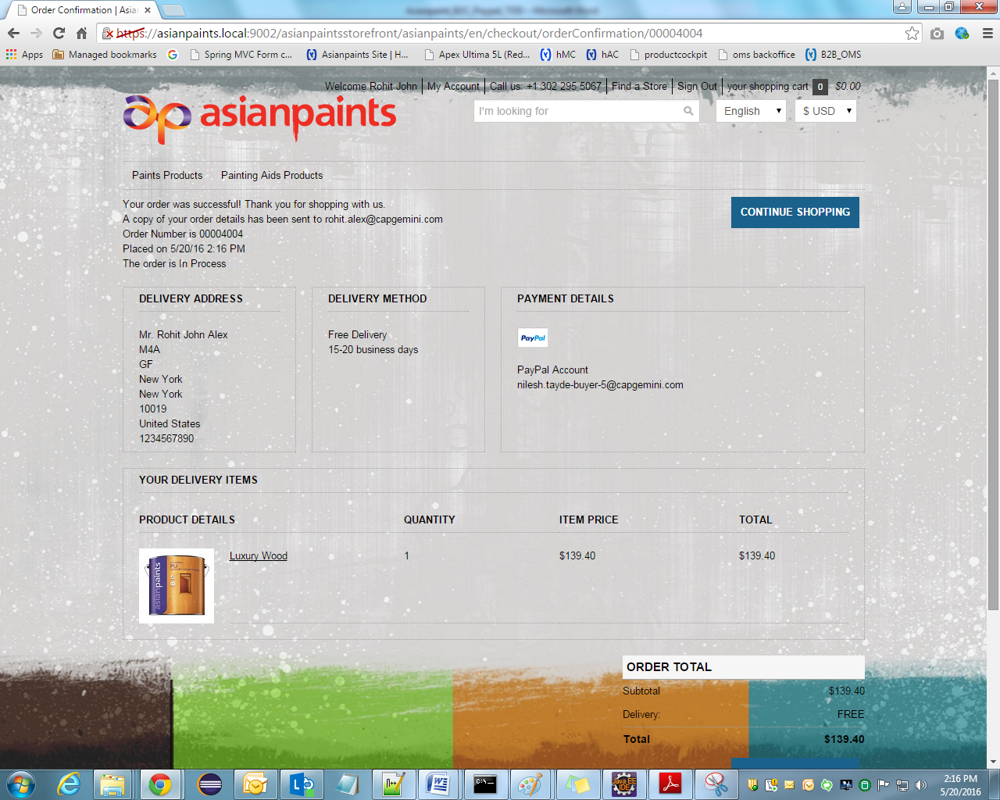 Order Confirmation | Asia
https://asianpaints.local:9002/asianpaintsstorefront/asianpaints/en/checkout/orderConfirmation/00004004
Apps Managed bookmarks Spring MVC Form c... Asianpaints Site | H... Apex Ultima 5L (Red... hMC hAC productcockpit oms backoffice B2B_OMS
Welcome Rohit John My Account Call us: +1 302 295 5067 Find a Store Sign Out your shopping cart 0 $0.00
asianpaints
I'm looking for English $ USD
Paints Products Painting Aids Products
Your order was successful! Thank you for shopping with us.
CONTINUE SHOPPING
A copy of your order details has been sent to rohit.alex@capgemini.com
Order Number is 00004004
Placed on 5/20/16 2:16 PM
The order is In Process
DELIVERY ADDRESS
Mr. Rohit John Alex
M4A
GF
New York
New York
10019
United States
1234567890
DELIVERY METHOD
Free Delivery
15-20 business days
PAYMENT DETAILS
PayPal
PayPal Account
nilesh.tayde-buyer-5@capgemini.com
YOUR DELIVERY ITEMS
PRODUCT DETAILS QUANTITY ITEM PRICE TOTAL
asianpaints
PU
Luxury Wood 1 $139.40 $139.40
ORDER TOTAL
Subtotal $139.40
Delivery: FREE
Total $139.40
Java EE
IDE
2:16 PM
5/20/2016